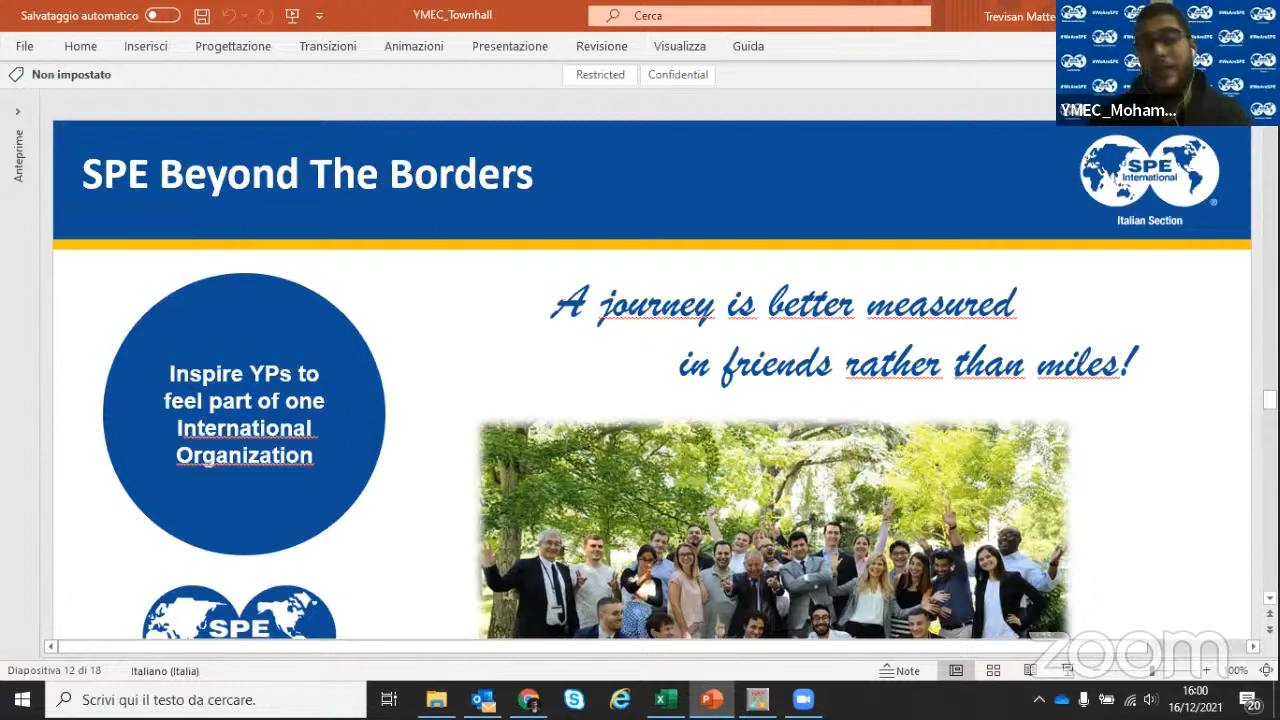 Salvataggio automatico
YMEC_Townhall
Cerca
Trevisan Matte
File
Home
Inserisci
Progettazione
Transizioni
Animazioni
Presentazione
Revisione
Visualizza
Guida
Non impostato
Restricted
Confidential
YMEC_Moham...
Anteprime
SPE Beyond The Borders
SPE
International
Italian Section
A journey is better measured
in friends rather than miles!
Inspire YPs to
feel part of one
International
Organization
SPE
zoom
Diapositiva 12 di 18
Italiano (Italia)
Note
100%
Scrivi qui il testo da cercare.
16:00
16/12/2021
20